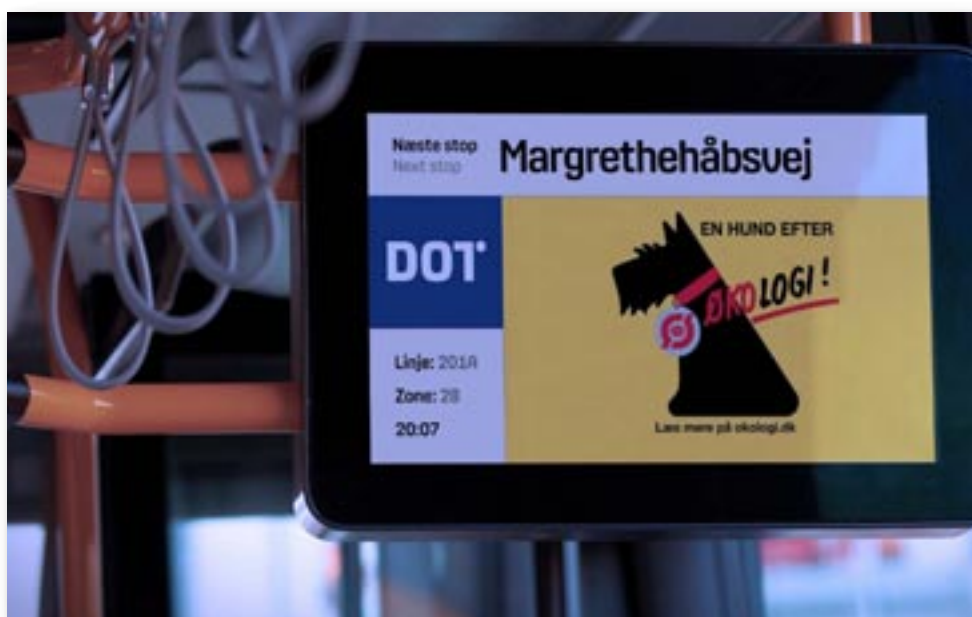 Næste stop
Next stop
Margrethehåbsvej
DOT
Linje: 201A
Zone: 28
20:07
EN HUND EFTER
ØKOLOGI!
Ø
Læs mere på okologi.dk